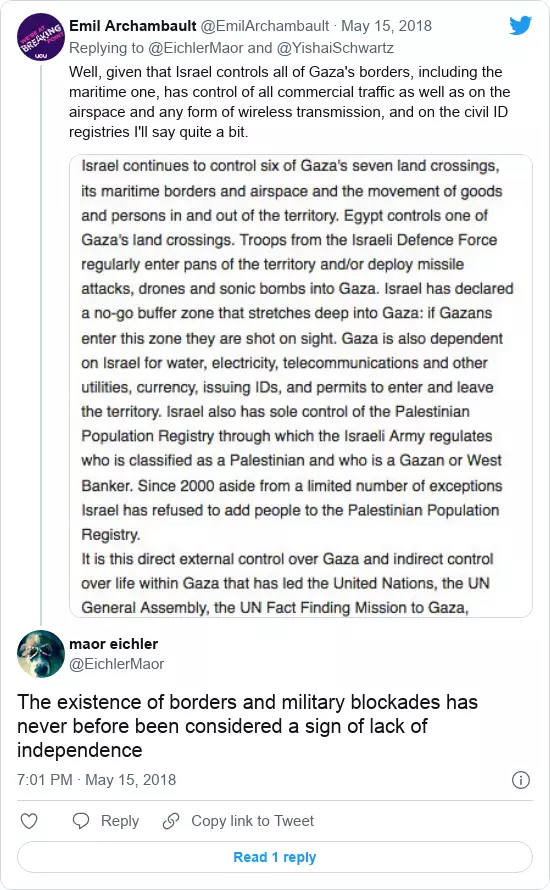 WE'RE AT
BREAKING
POINT
UCU
Emil Archambault @EmilArchambault · May 15, 2018
Replying to @EichlerMaor and @YishaiSchwartz
Well, given that Israel controls all of Gaza's borders, including the
maritime one, has control of all commercial traffic as well as on the
airspace and any form of wireless transmission, and on the civil ID
registries I'll say quite a bit.
Israel continues to control six of Gaza's seven land crossings,
its maritime borders and airspace and the movement of goods
and persons in and out of the territory. Egypt controls one of
Gaza's land crossings. Troops from the Israeli Defence Force
regularly enter pans of the territory and/or deploy missile
attacks, drones and sonic bombs into Gaza. Israel has declared
a no-go buffer zone that stretches deep into Gaza: if Gazans
enter this zone they are shot on sight. Gaza is also dependent
on Israel for water, electricity, telecommunications and other
utilities, currency, issuing IDs, and permits to enter and leave
the territory. Israel also has sole control of the Palestinian
Population Registry through which the Israeli Army regulates
who is classified as a Palestinian and who is a Gazan or West
Banker. Since 2000 aside from a limited number of exceptions
Israel has refused to add people to the Palestinian Population
Registry.
It is this direct external control over Gaza and indirect control
over life within Gaza that has led the United Nations, the UN
General Assembly, the UN Fact Finding Mission to Gaza,
maor eichler
@EichlerMaor
The existence of borders and military blockades has
never before been considered a sign of lack of
independence
7:01 PM · May 15, 2018
Reply
Copy link to Tweet
Read 1 reply